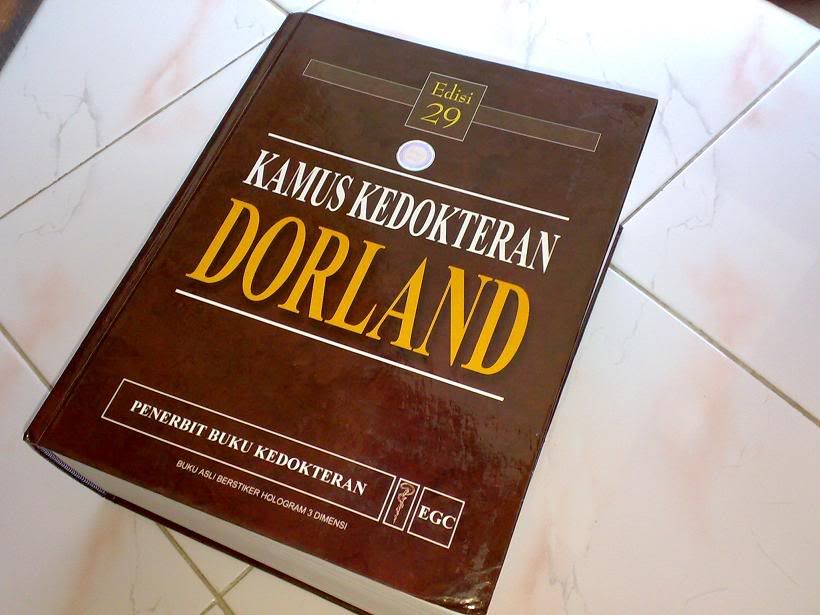 Edisi
29
KAMUS KEDOKTERAN
DORLAND
PENERBIT BUKU KEDOKTERAN
EGC
BUKU ASLI BERSTIKER HOLOGRAM 3 DIMENSI